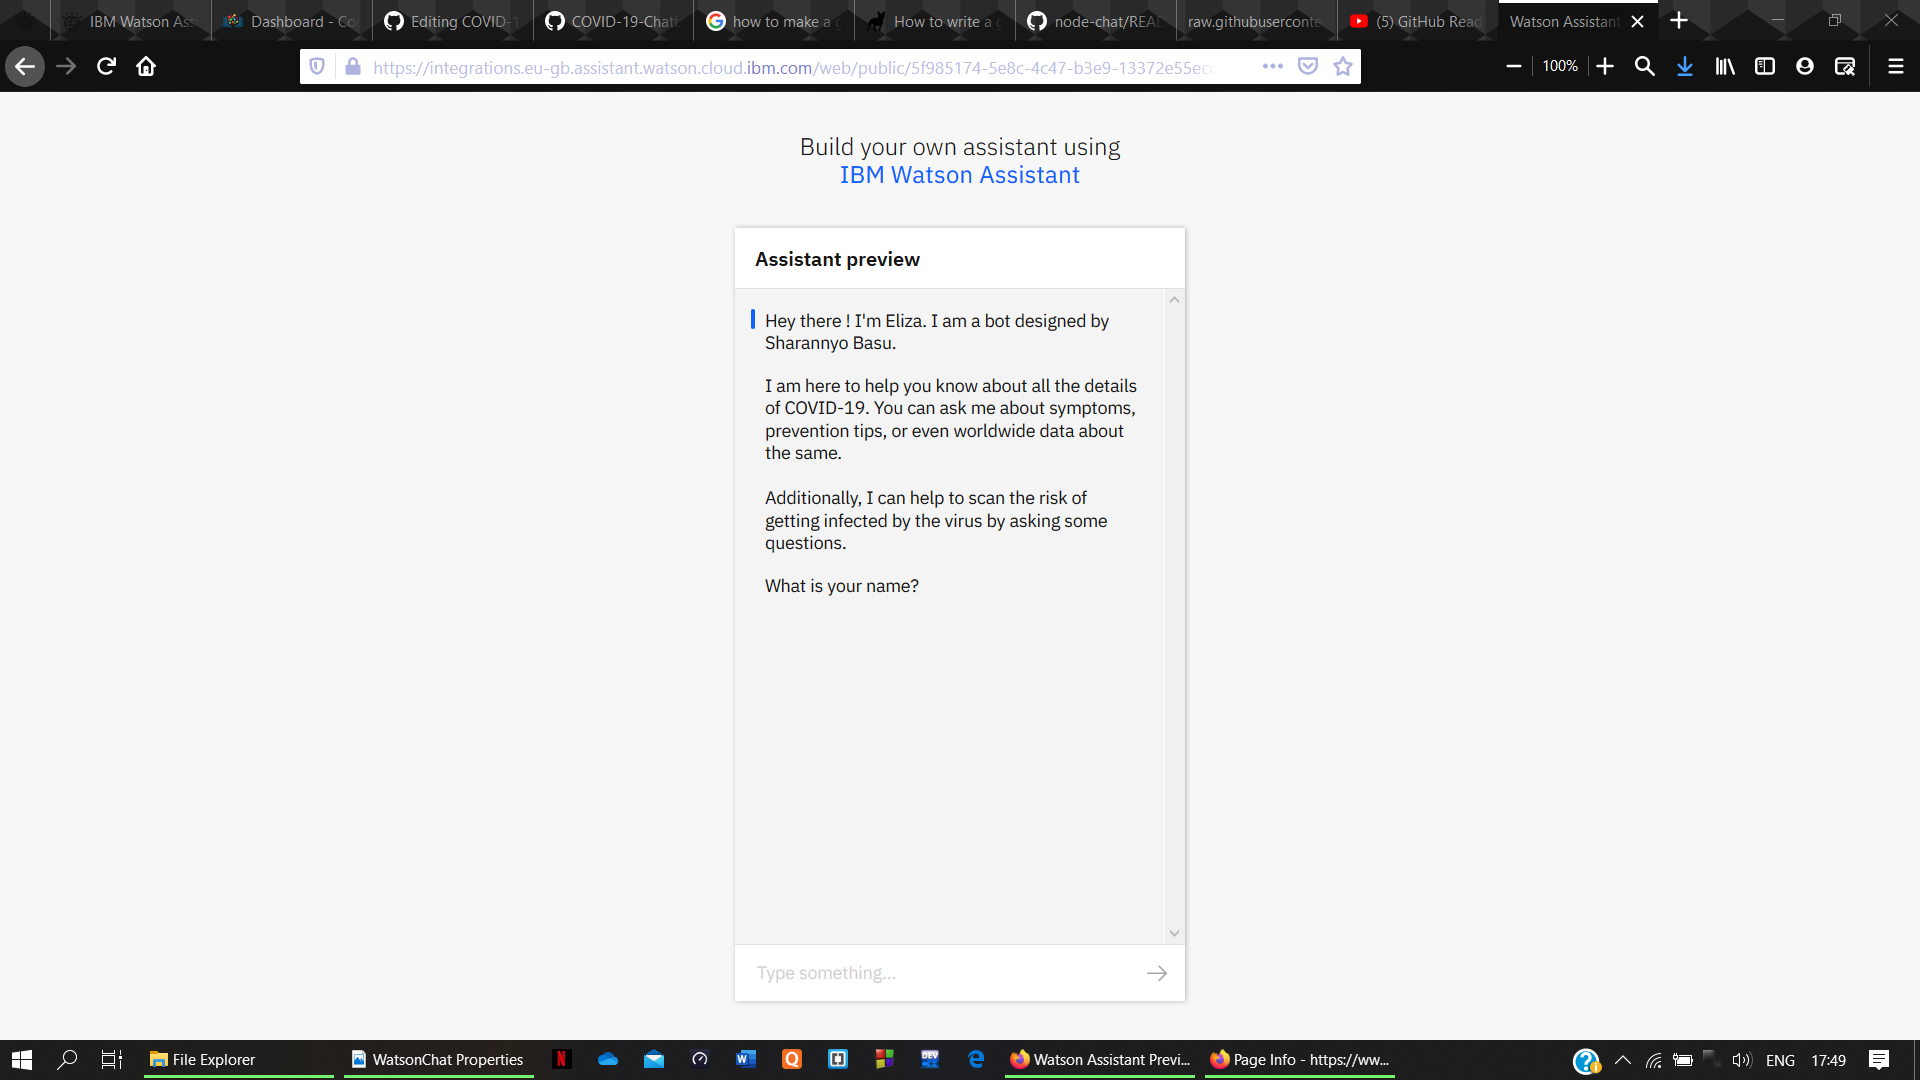 IBM Watson Assi
Dashboard - Co
Editing COVID-1
COVID-19-Chatb
how to make a g
How to write a g
node-chat/READ
raw.githubuserconte
(5) GitHub Read
Watson Assistant
https://integrations.eu-gb.assistant.watson.cloud.ibm.com/web/public/5f985174-5e8c-4c47-b3e9-13372e55ecc
100%
Build your own assistant using
IBM Watson Assistant
Assistant preview
Hey there ! I'm Eliza. I am a bot designed by
Sharannyo Basu.
I am here to help you know about all the details
of COVID-19. You can ask me about symptoms,
prevention tips, or even worldwide data about
the same.
Additionally, I can help to scan the risk of
getting infected by the virus by asking some
questions.
What is your name?
Type something...
File Explorer
WatsonChat Properties
Watson Assistant Previ...
Page Info - https://ww...
ENG
17:49